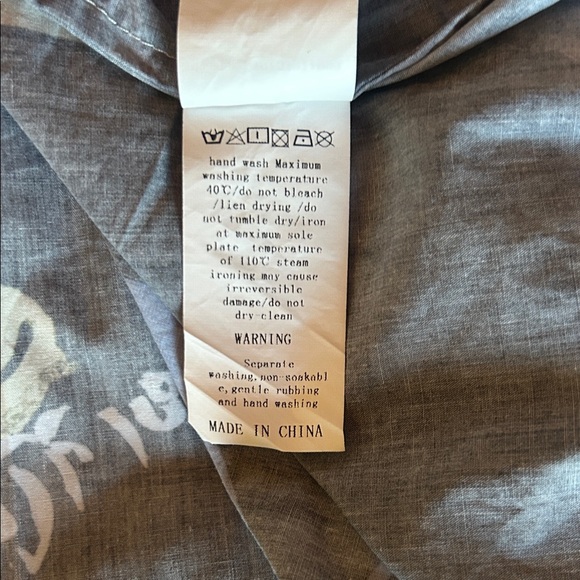 hand wash Maximum
washing temperature
40℃/do not bleach
/lien drying /do
not tumble dry/iron
at maximum sole
plate temperature
of 110℃ steam
ironing may cause
irreversible
damage/do not
dry-clean
WARNING
Separate
washing,non-soakabl
e,gentle rubbing
and hand washing
MADE IN CHINA